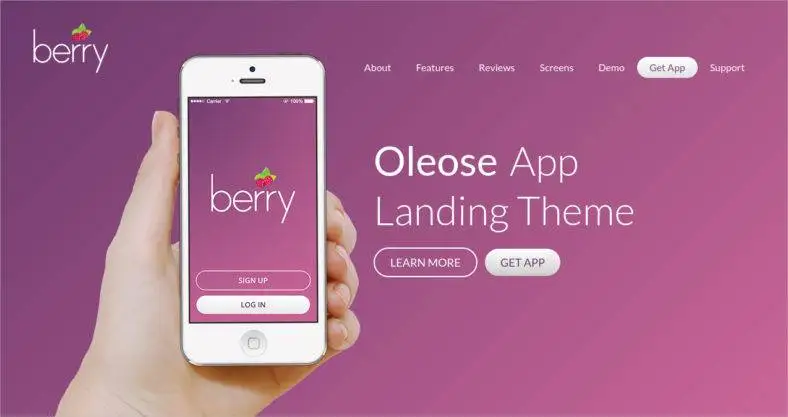 berry
About Features Reviews Screens Demo Get App Support
Carrier 100%
berry
SIGN UP
LOG IN
Oleose App
Landing Theme
LEARN MORE GET APP